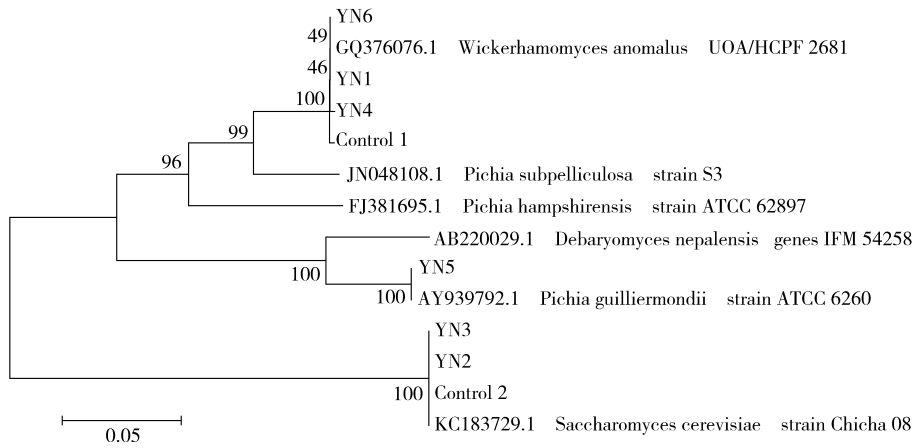 YN6
49
GQ376076.1 Wickerhamomyces anomalus UOA/HCPF 2681
46
YN1
100
YN4
99
Control 1
96
JN048108.1 Pichia subpelliculosa strain S3
FJ381695.1 Pichia hampshirensis strain ATCC 62897
AB220029.1 Debaryomyces nepalensis genes IFM 54258
100
YN5
100
AY939792.1 Pichia guilliermondii strain ATCC 6260
YN3
YN2
100
Control 2
KC183729.1 Saccharomyces cerevisiae strain Chicha 08
0.05